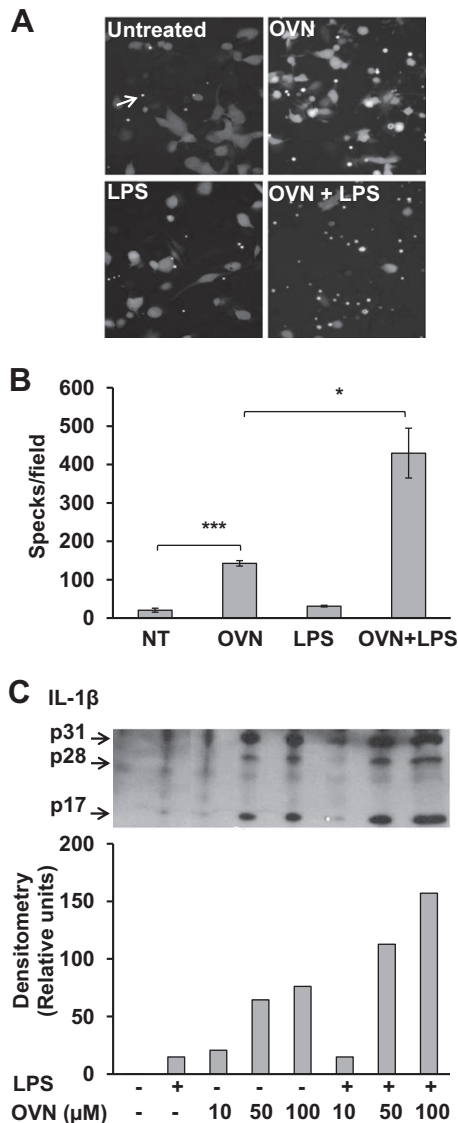 A
Untreated OVN
LPS OVN + LPS
B
600
500
400
300
200
100
0
Specks/field
***
*
NT OVN LPS OVN+LPS
C IL-1β
p31
p28
p17
200
150
100
50
0
Densitometry
(Relative units)
LPS - + - - - + + +
OVN (µM) - - 10 50 100 10 50 100